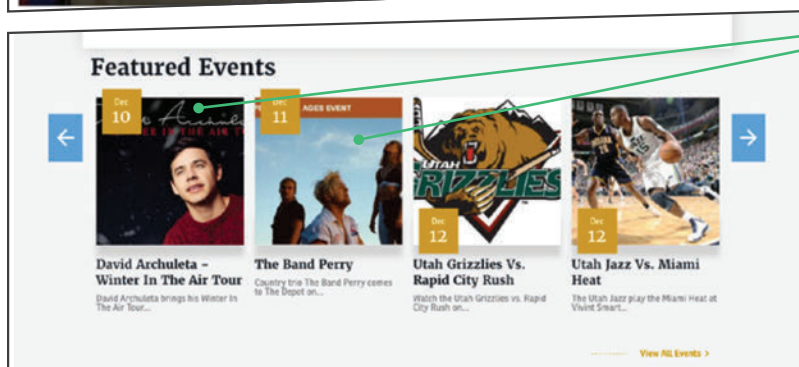 Featured Events
Dec
10
Dec
11
AGES EVENT
UTAH
GRIZZLIES
Dec
12
Dec
12
David Archuleta –
Winter In The Air Tour
David Archuleta brings his Winter In
The Air Tour...
The Band Perry
Country trio The Band Perry comes
to The Depot on...
Utah Grizzlies Vs.
Rapid City Rush
Watch the Utah Grizzlies vs. Rapid
City Rush on...
Utah Jazz Vs. Miami
Heat
The Utah Jazz play the Miami Heat at
Vivint Smart...
View All Events >